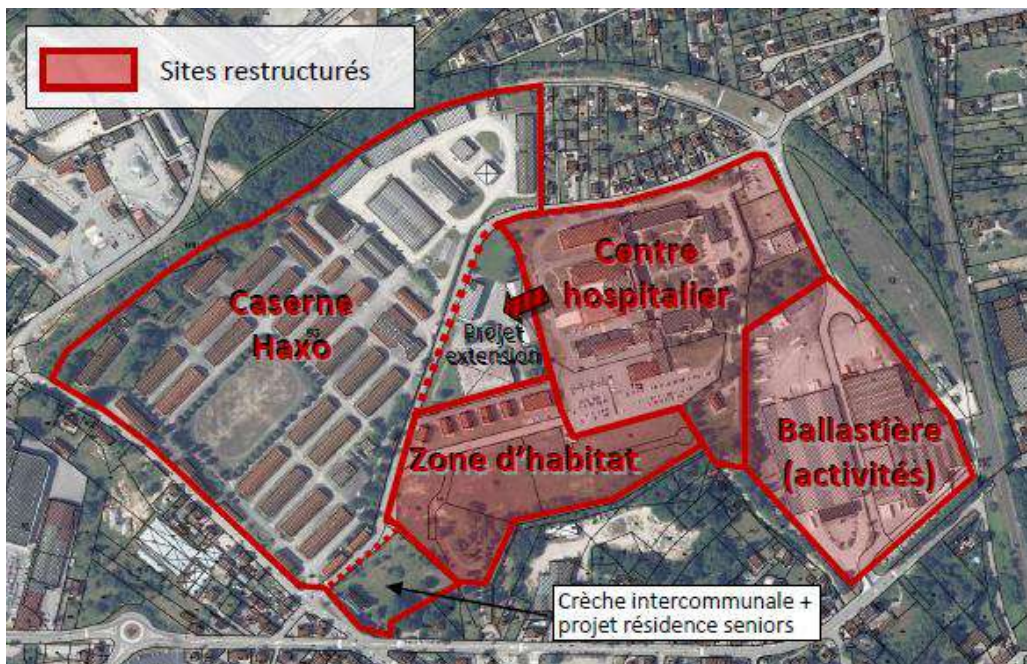 Sites restructurés
Centre
hospitalier
Caserne
Haxo
Projet
extension
Ballastière
(activités)
Zone d'habitat
Crèche intercommunale +
projet résidence seniors